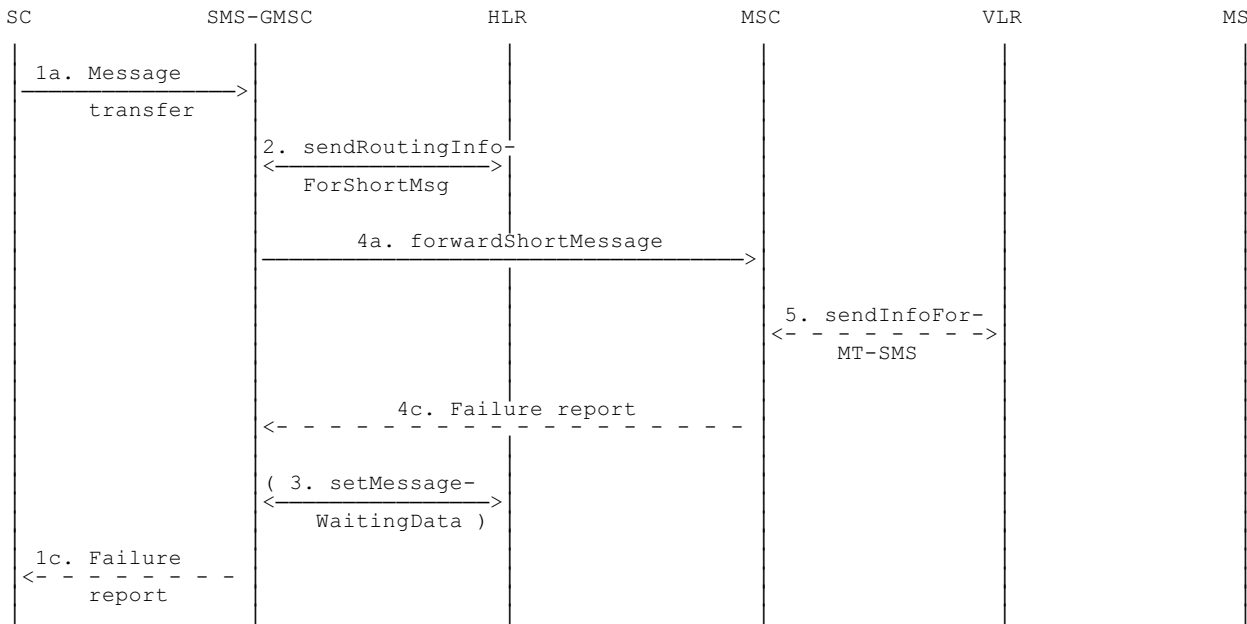 SC SMS-GMSC HLR MSC VLR MS
1a. Message
transfer
2. sendRoutingInfo-
ForShortMsg
4a. forwardShortMessage
5. sendInfoFor-
MT-SMS
4c. Failure report
( 3. setMessage-
WaitingData )
1c. Failure
report